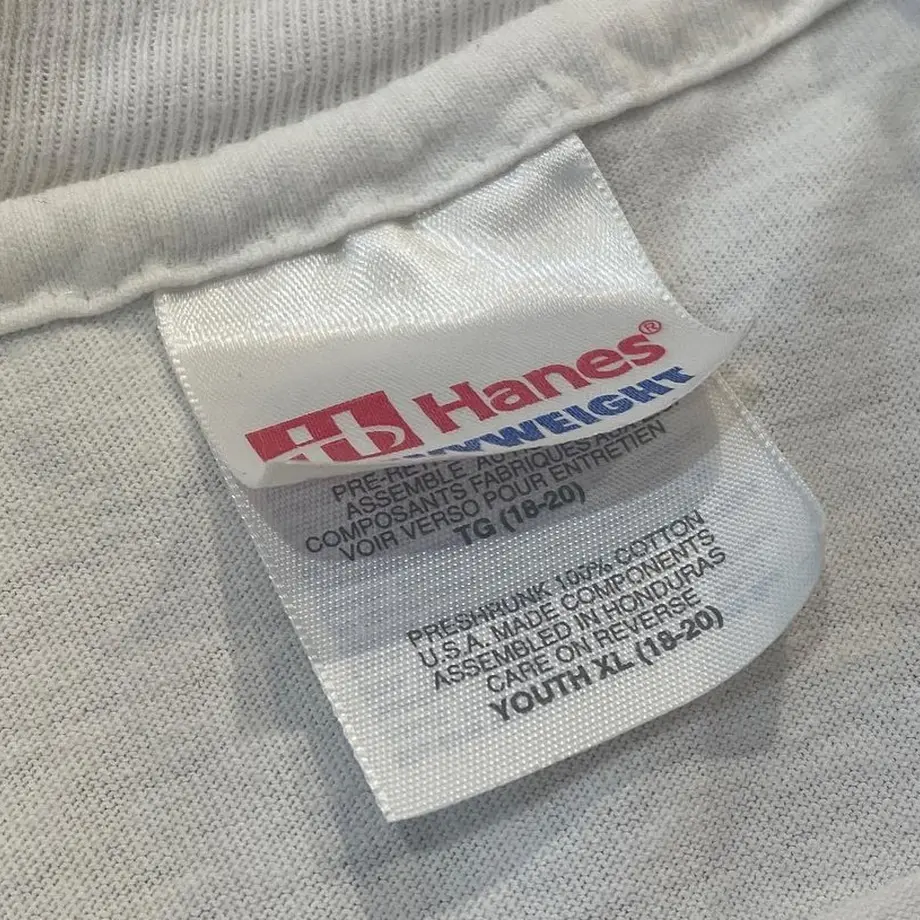 Hanes®
WEIGHT
ASSEMBLE
COMPOSANTS FABRIQUES
VOIR VERSO POUR ENTRETIEN
TG (18-20)
PRESHRUNK 100% COTTON
U.S.A. MADE COMPONENTS
ASSEMBLED IN HONDURAS
CARE ON REVERSE
YOUTH XL (18-20)